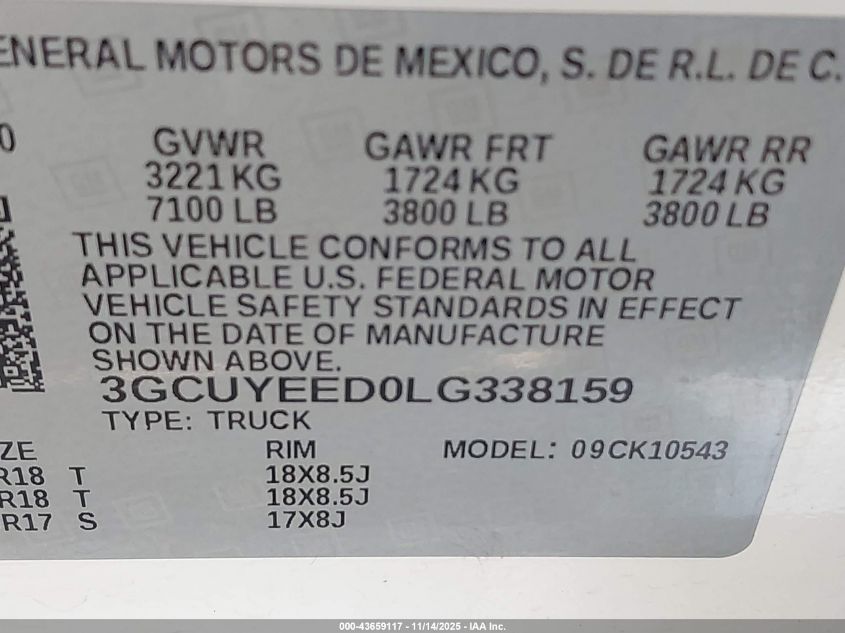 ENERAL MOTORS DE MEXICO, S. DE R.L. DE C.
0 GVWR GAWR FRT GAWR RR
3221 KG 1724 KG 1724 KG
7100 LB 3800 LB 3800 LB
THIS VEHICLE CONFORMS TO ALL
APPLICABLE U.S. FEDERAL MOTOR
VEHICLE SAFETY STANDARDS IN EFFECT
ON THE DATE OF MANUFACTURE
SHOWN ABOVE.
3GCUYEED0LG338159
TYPE: TRUCK
ZE RIM MODEL: 09CK10543
R18 T 18X8.5J
R18 T 18X8.5J
R17 S 17X8J
000-43659117 - 11/14/2025 - IAA Inc.